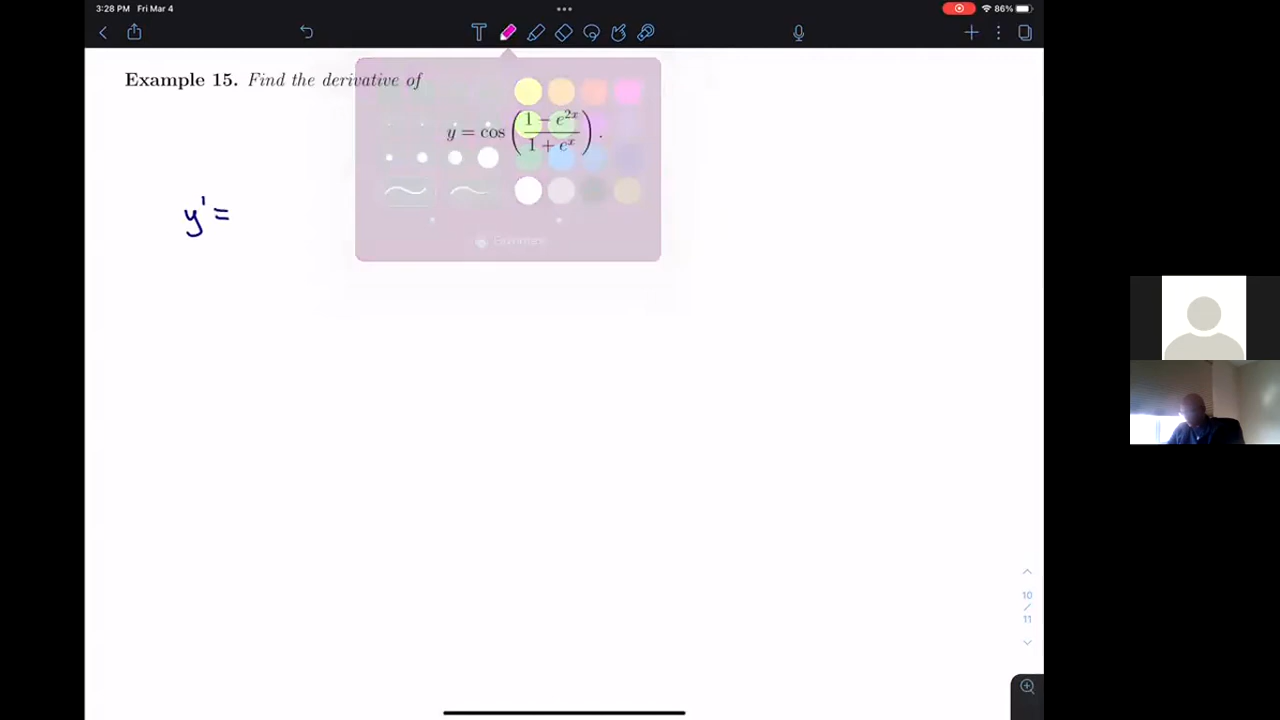 3:28 PM Fri Mar 4
86%
Example 15. Find the derivative of
y = cos ( (1 − e^{2x}) / (1 + e^x) ) .
y' =
10
/
11